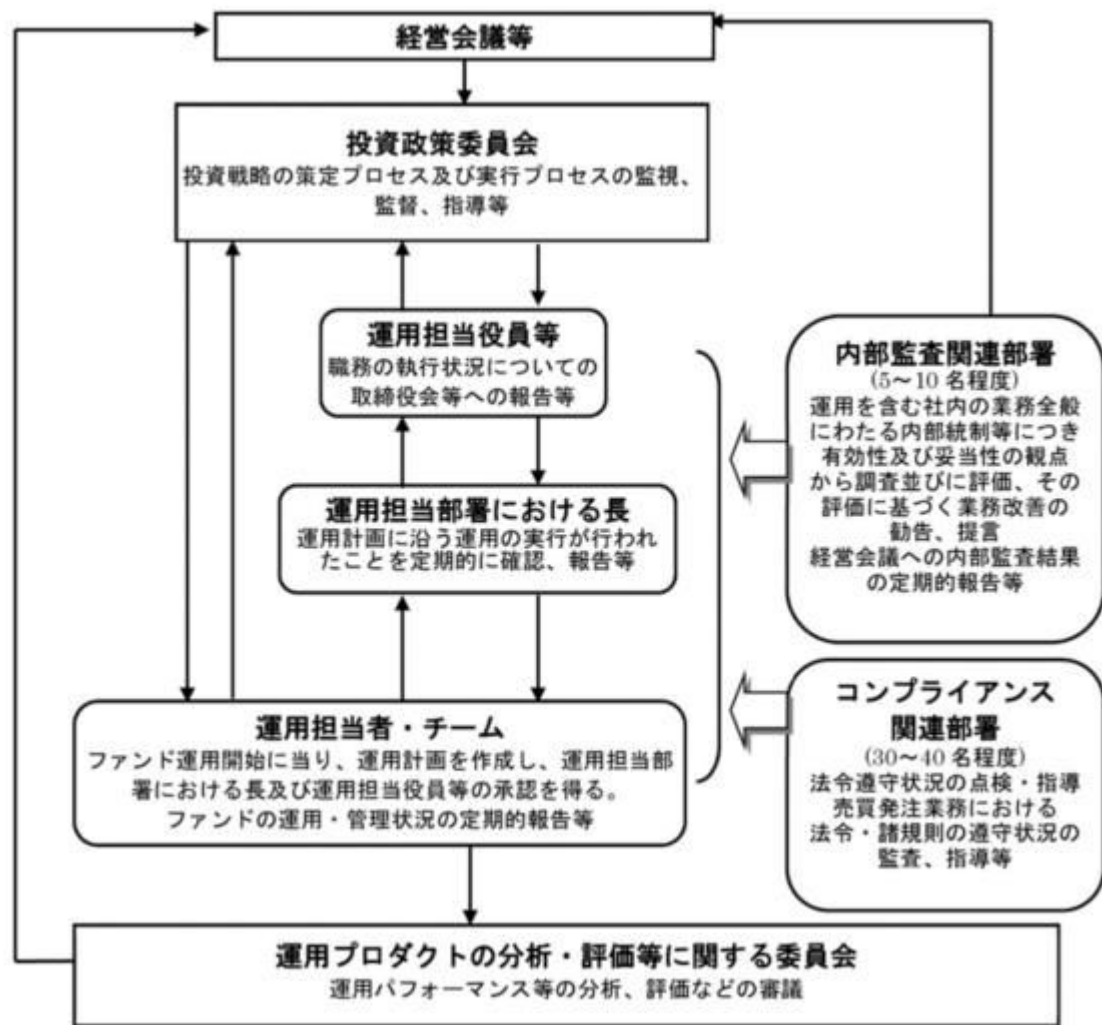 経営会議等
投資政策委員会
投資戦略の策定プロセス及び実行プロセスの監視、
監督、指導等
運用担当役員等
職務の執行状況についての
取締役会等への報告等
運用担当部署における長
運用計画に沿う運用の実行が行われ
たことを定期的に確認、報告等
運用担当者・チーム
ファンド運用開始に当り、運用計画を作成し、運用担当部
署における長及び運用担当役員等の承認を得る。
ファンドの運用・管理状況の定期的報告等
内部監査関連部署
(5～10 名程度)
運用を含む社内の業務全般
にわたる内部統制等につき
有効性及び妥当性の観点
から調査並びに評価、その
評価に基づく業務改善の
勧告、提言
経営会議への内部監査結果
の定期的報告等
コンプライアンス
関連部署
(30～40 名程度)
法令遵守状況の点検・指導
売買発注業務における
法令・諸規則の遵守状況の
監査、指導等
運用プロダクトの分析・評価等に関する委員会
運用パフォーマンス等の分析、評価などの審議